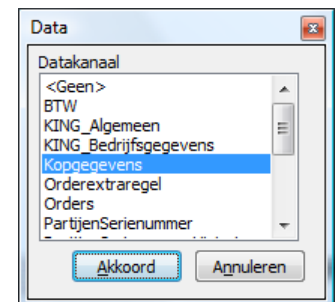 Data
Datakanaal
<Geen>
BTW
KING_Algemeen
KING_Bedrijfsgegevens
Kopgegevens
Orderextraregel
Orders
PartijenSerienummer
Akkoord
Annuleren